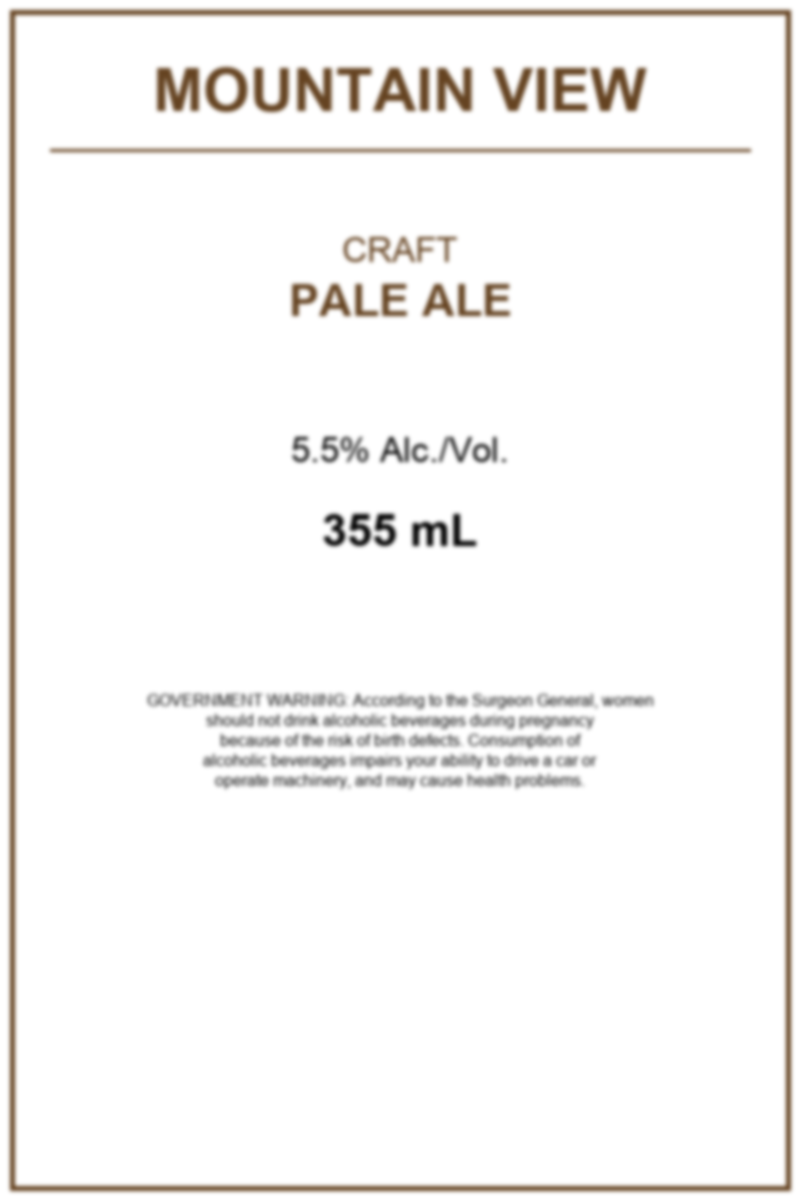 MOUNTAIN VIEW
CRAFT
PALE ALE
5.5% Alc./Vol.
355 mL
GOVERNMENT WARNING: According to the Surgeon General, women
should not drink alcoholic beverages during pregnancy
because of the risk of birth defects. Consumption of
alcoholic beverages impairs your ability to drive a car or
operate machinery, and may cause health problems.